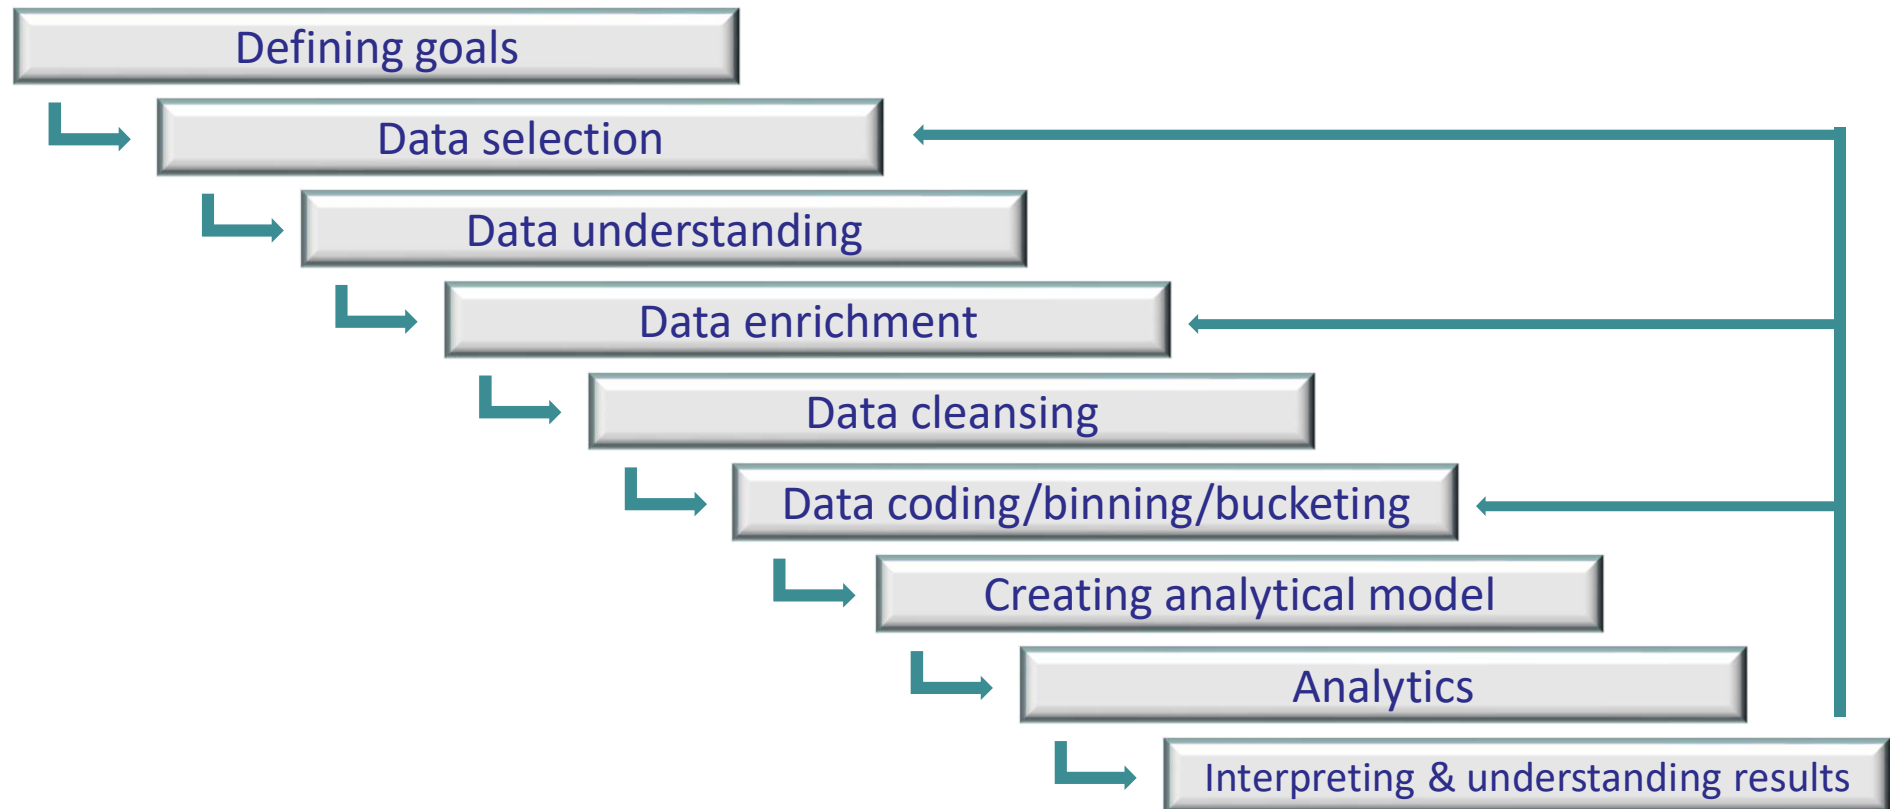 Defining goals
Data selection
Data understanding
Data enrichment
Data cleansing
Data coding/binning/bucketing
Creating analytical model
Analytics
Interpreting & understanding results